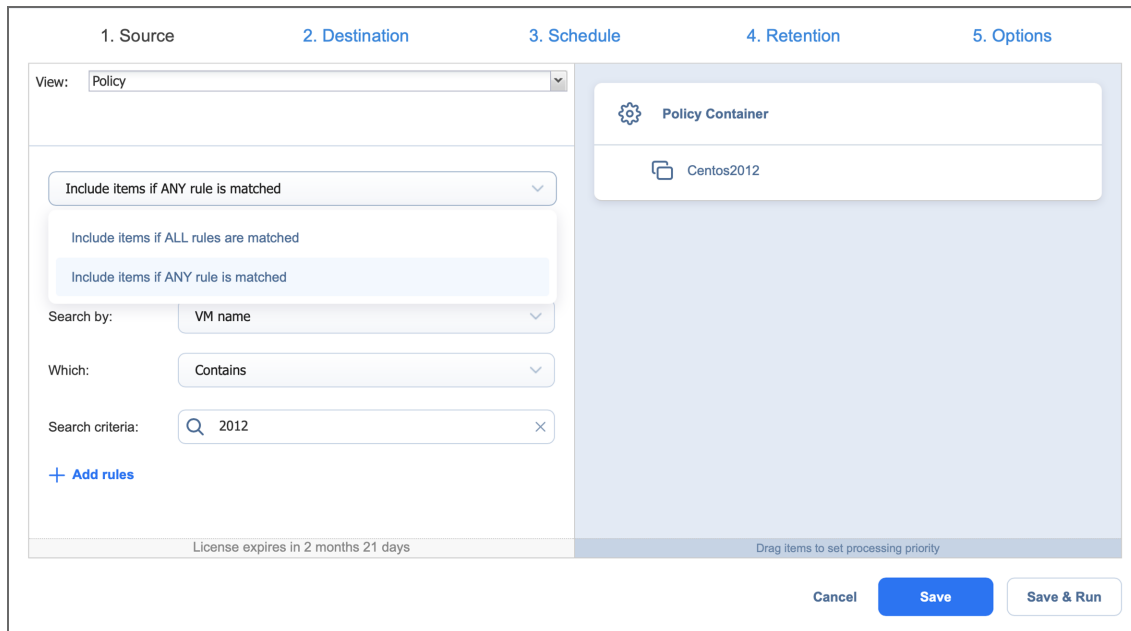 1. Source 2. Destination 3. Schedule 4. Retention 5. Options
View: Policy
Include items if ANY rule is matched
Include items if ALL rules are matched
Include items if ANY rule is matched
Search by: VM name
Which: Contains
Search criteria: 2012
Add rules
License expires in 2 months 21 days
Policy Container
Centos2012
Drag items to set processing priority
Cancel Save Save & Run